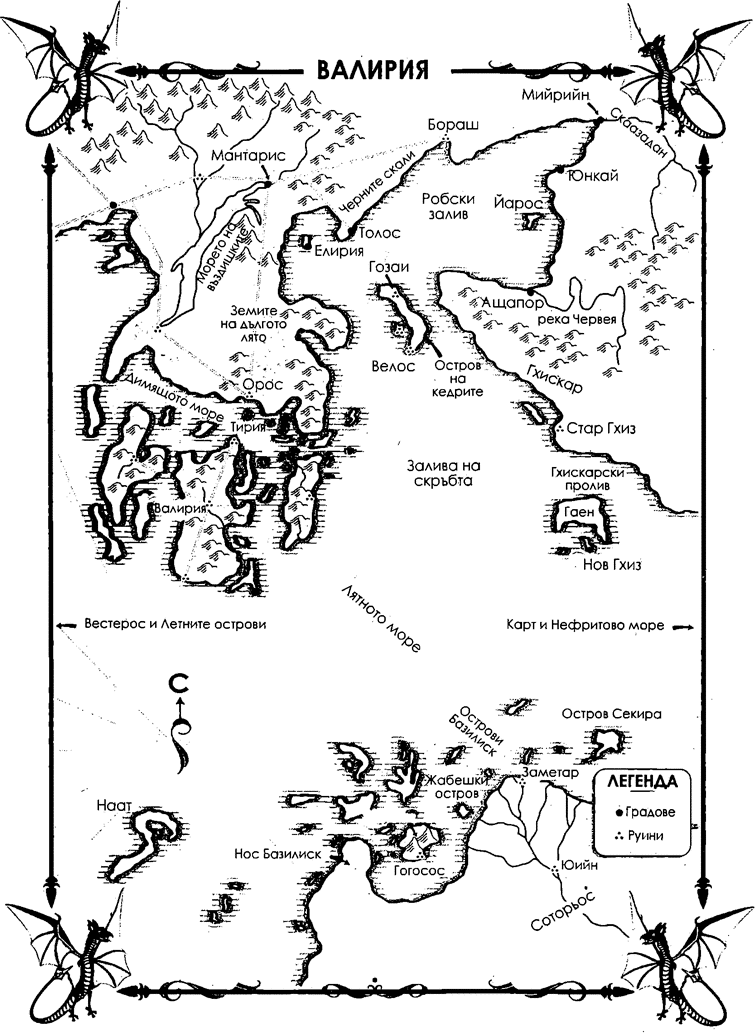 ВАЛИРИЯ
Мийрийн
Скаазадан
Бораш
Мантарис
Черните скали
Юнкай
Робски
залив
Йарос
Толос
Елирия
Морето на
въздишките
Гозаи
Ащапор
река Червея
Земите
на дългото
лято
Велос
Остров
на
кедрите
Гхискар
Орос
Димящото море
Тирия
Стар Гхиз
Залива на
скръбта
Гхискарски
пролив
Гаен
Валирия
Нов Гхиз
Лятното море
Вестерос и Летните острови
Карт и Нефритово море
С
Острови
Базилиск
Остров Секира
Жабешки
остров
Заметар
ЛЕГЕНДА
Градове
Руини
Наат
Нос Базилиск
Гогосос
Юийн
Соторьос